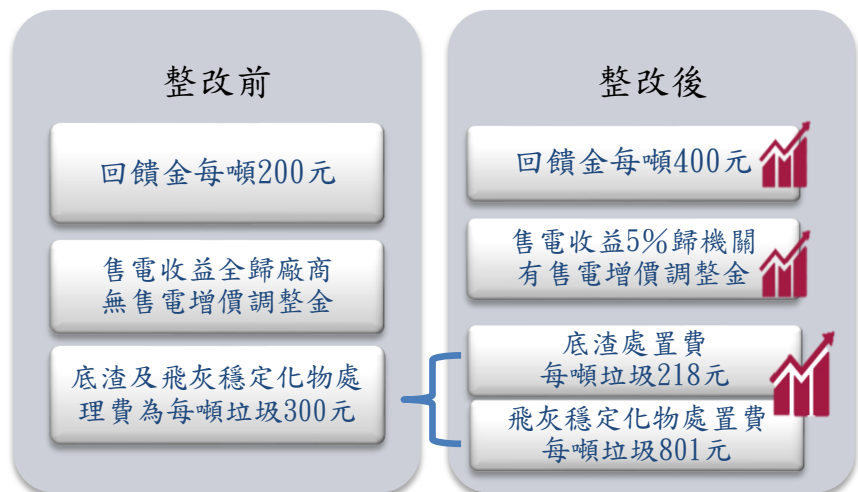 整改前
回饋金每噸200元
售電收益全歸廠商
無售電增價調整金
底渣及飛灰穩定化物處
理費為每噸垃圾300元
整改後
回饋金每噸400元
售電收益5%歸機關
有售電增價調整金
底渣處置費
每噸垃圾218元
飛灰穩定化物處置費
每噸垃圾801元